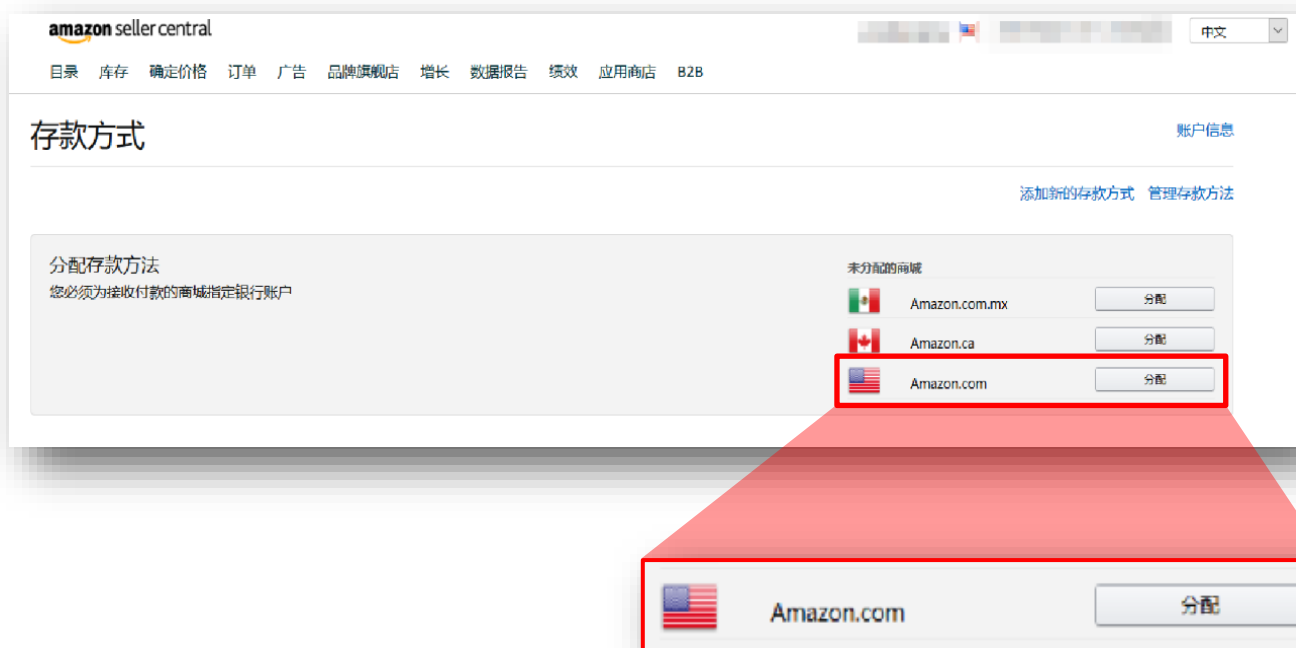 amazon seller central
中文
目录 库存 确定价格 订单 广告 品牌旗舰店 增长 数据报告 绩效 应用商店 B2B
存款方式
账户信息
添加新的存款方式 管理存款方法
分配存款方法
您必须为接收付款的商城指定银行账户
未分配的商城
Amazon.com.mx 分配
Amazon.ca 分配
Amazon.com 分配
Amazon.com 分配